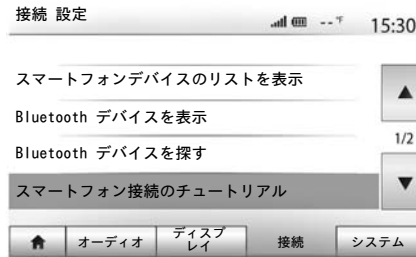 接続 設定
--°F
15:30
スマートフォンデバイスのリストを表示
Bluetooth デバイスを表示
Bluetooth デバイスを探す
1/2
スマートフォン接続のチュートリアル
オーディオ
ディスプ
レイ
接続
システム